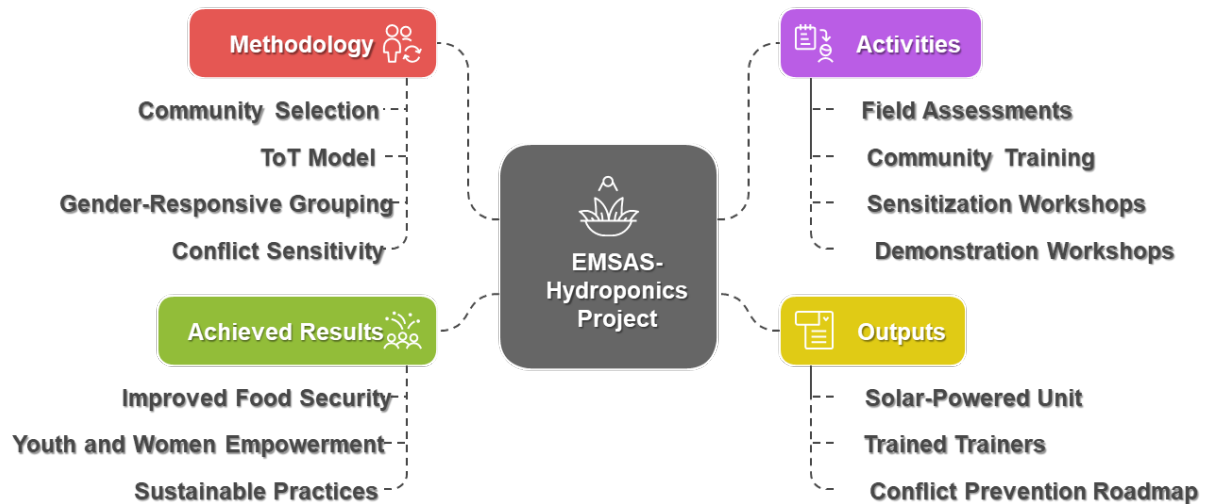 Methodology
Community Selection
ToT Model
Gender-Responsive Grouping
Conflict Sensitivity
Achieved Results
Improved Food Security
Youth and Women Empowerment
Sustainable Practices
EMSAS-
Hydroponics
Project
Activities
Field Assessments
Community Training
Sensitization Workshops
Demonstration Workshops
Outputs
Solar-Powered Unit
Trained Trainers
Conflict Prevention Roadmap